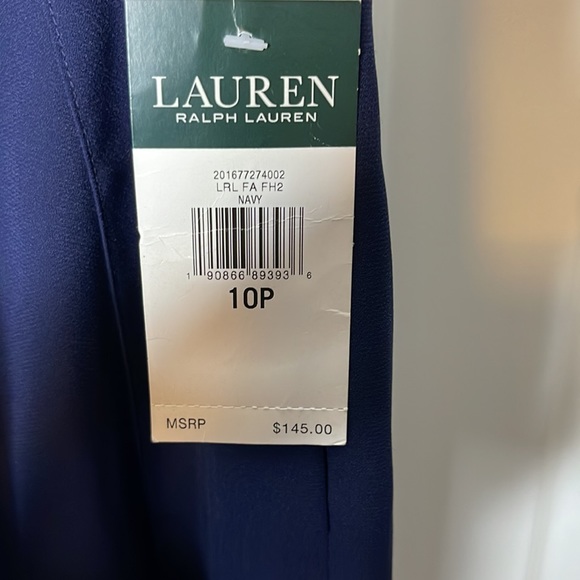 LAUREN
RALPH LAUREN
201677274002
LRL FA FH2
NAVY
1 90866 89393 6
10P
MSRP $145.00